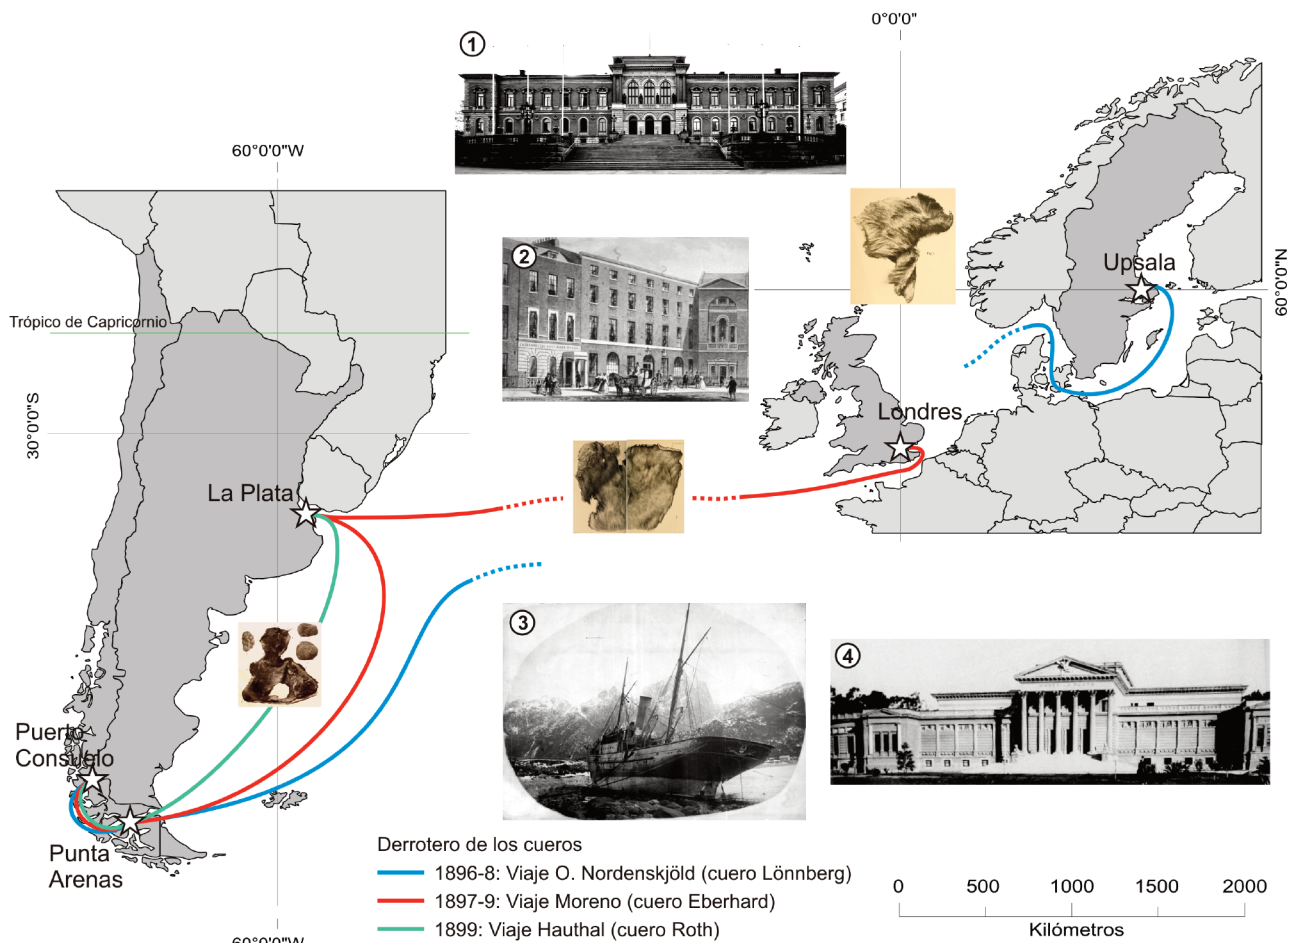 0°0'0"
1
60°0'0"W
Upsala
N"0'0°09
2
Trópico de Capricornio
Londres
30°0'0"S
La Plata
3
4
Puerto
Consuelo
Punta
Arenas
Derrotero de los cueros
1896-8: Viaje O. Nordenskjöld (cuero Lönnberg)
1897-9: Viaje Moreno (cuero Eberhard)
1899: Viaje Hauthal (cuero Roth)
0 500 1000 1500 2000
Kilómetros
60°0'0"W